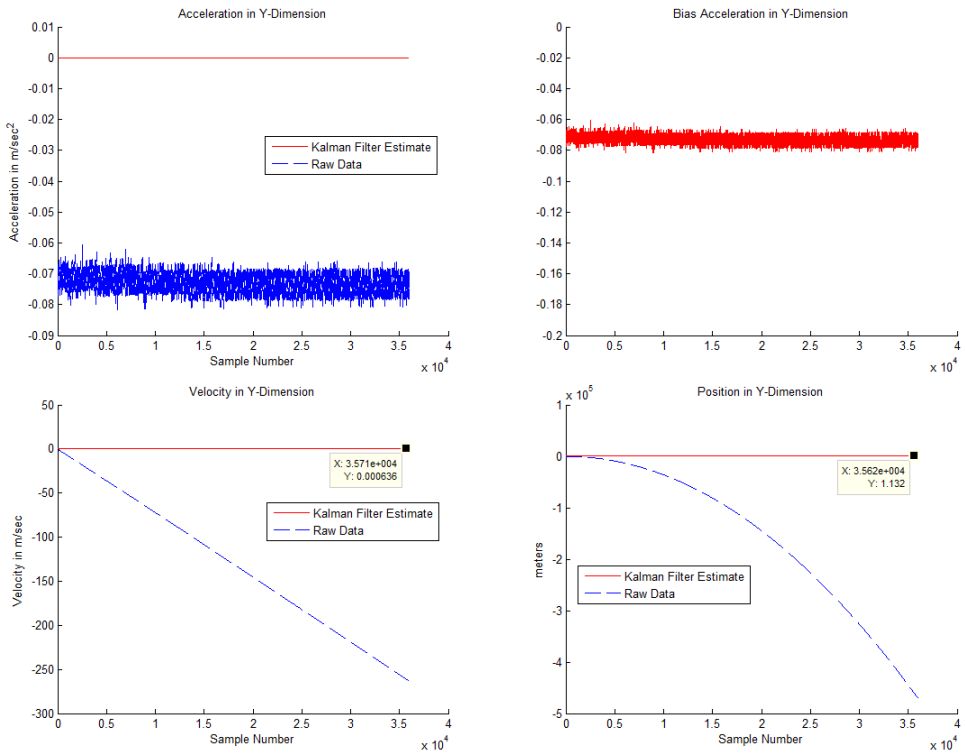 Acceleration in Y-Dimension
0.01
0
-0.01
-0.02
-0.03
-0.04
-0.05
-0.06
-0.07
-0.08
-0.09
Acceleration in m/sec2
Kalman Filter Estimate
Raw Data
0 0.5 1 1.5 2 2.5 3 3.5 4
x 10^4
Sample Number
Bias Acceleration in Y-Dimension
0
-0.02
-0.04
-0.06
-0.08
-0.1
-0.12
-0.14
-0.16
-0.18
-0.2
0 0.5 1 1.5 2 2.5 3 3.5 4
x 10^4
Sample Number
Velocity in Y-Dimension
50
0
-50
-100
-150
-200
-250
-300
Velocity in m/sec
X: 3.571e+004
Y: 0.000636
Kalman Filter Estimate
Raw Data
0 0.5 1 1.5 2 2.5 3 3.5 4
x 10^4
Sample Number
Position in Y-Dimension
x 10^5
1
0
-1
-2
-3
-4
-5
meters
X: 3.562e+004
Y: 1.132
Kalman Filter Estimate
Raw Data
0 0.5 1 1.5 2 2.5 3 3.5 4
x 10^4
Sample Number